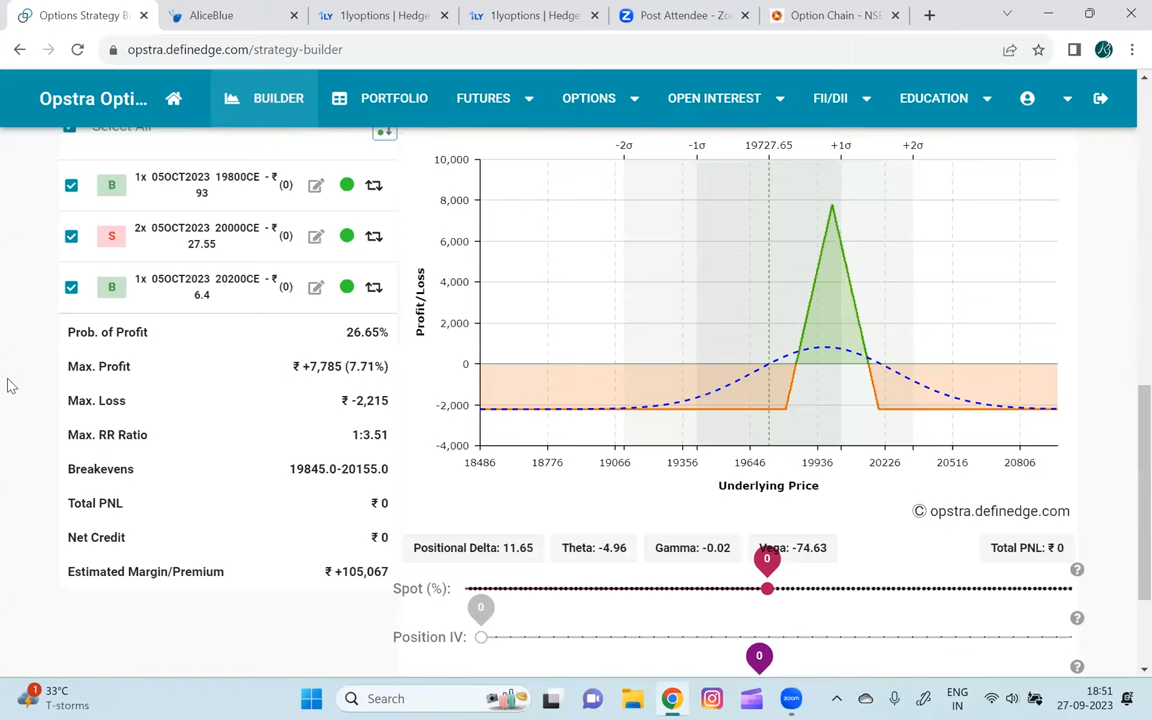 Options Strategy B
AliceBlue
1lyoptions | Hedge
1lyoptions | Hedge
Post Attendee - Zo
Option Chain - NSE
opstra.definedge.com/strategy-builder
Opstra Opti... BUILDER PORTFOLIO FUTURES OPTIONS OPEN INTEREST FII/DII EDUCATION
Select All
B 1x 05OCT2023 19800CE - ₹ (0)
93
S 2x 05OCT2023 20000CE - ₹ (0)
27.55
B 1x 05OCT2023 20200CE - ₹ (0)
6.4
Prob. of Profit 26.65%
Max. Profit ₹ +7,785 (7.71%)
Max. Loss ₹ -2,215
Max. RR Ratio 1:3.51
Breakevens 19845.0-20155.0
Total PNL ₹ 0
Net Credit ₹ 0
Estimated Margin/Premium ₹ +105,067
-2σ -1σ 19727.65 +1σ +2σ
10,000
8,000
6,000
4,000
2,000
0
-2,000
-4,000
Profit/Loss
18486 18776 19066 19356 19646 19936 20226 20516 20806
Underlying Price
© opstra.definedge.com
Positional Delta: 11.65 Theta: -4.96 Gamma: -0.02 Vega: -74.63 Total PNL: ₹ 0
0
Spot (%):
0
Position IV:
0
1
33°C
T-storms
Search
zoom
ENG
IN
18:51
27-09-2023